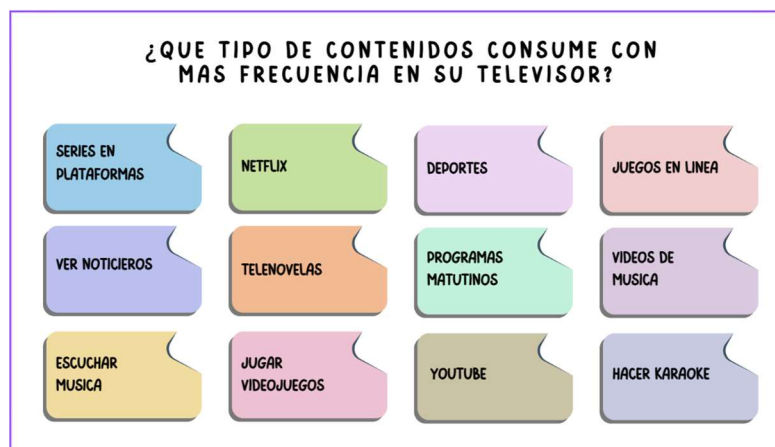 ¿QUE TIPO DE CONTENIDOS CONSUME CON
MAS FRECUENCIA EN SU TELEVISOR?
SERIES EN
PLATAFORMAS
NETFLIX
DEPORTES
JUEGOS EN LINEA
VER NOTICIEROS
TELENOVELAS
PROGRAMAS
MATUTINOS
VIDEOS DE
MUSICA
ESCUCHAR
MUSICA
JUGAR
VIDEOJUEGOS
YOUTUBE
HACER KARAOKE